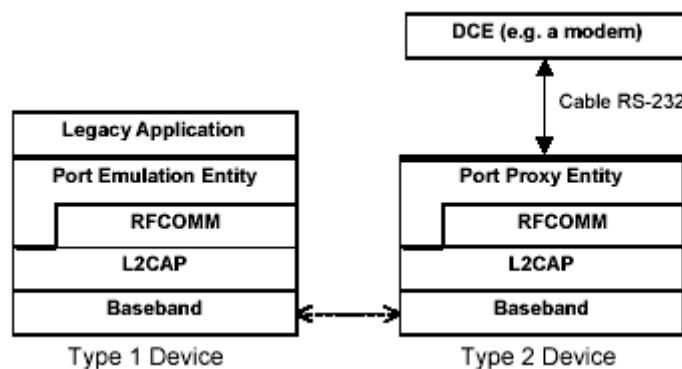 DCE (e.g. a modem)
Cable RS-232
Legacy Application
Port Emulation Entity
RFCOMM
L2CAP
Baseband
Type 1 Device
Port Proxy Entity
RFCOMM
L2CAP
Baseband
Type 2 Device